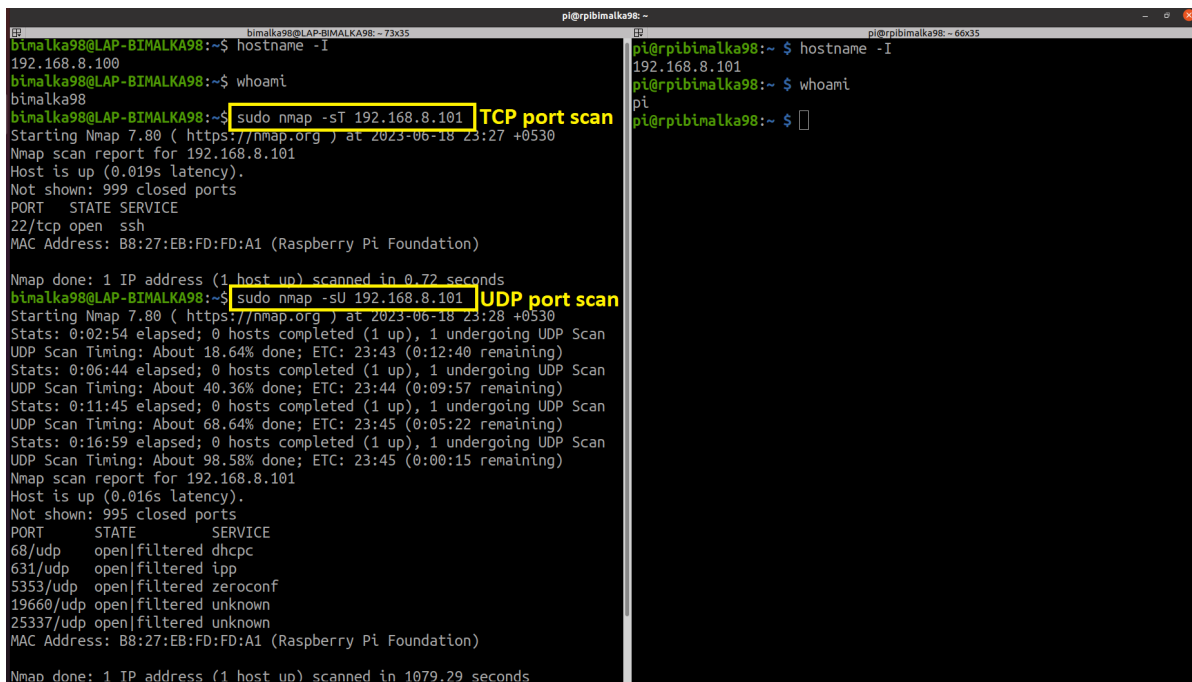 pi@rpibimalka98: ~
bimalka98@LAP-BIMALKA98: ~ 73x35
bimalka98@LAP-BIMALKA98:~$ hostname -I
192.168.8.100
bimalka98@LAP-BIMALKA98:~$ whoami
bimalka98
bimalka98@LAP-BIMALKA98:~$ sudo nmap -sT 192.168.8.101 TCP port scan
Starting Nmap 7.80 ( https://nmap.org ) at 2023-06-18 23:27 +0530
Nmap scan report for 192.168.8.101
Host is up (0.019s latency).
Not shown: 999 closed ports
PORT   STATE SERVICE
22/tcp open  ssh
MAC Address: B8:27:EB:FD:FD:A1 (Raspberry Pi Foundation)
Nmap done: 1 IP address (1 host up) scanned in 0.72 seconds
bimalka98@LAP-BIMALKA98:~$ sudo nmap -sU 192.168.8.101 UDP port scan
Starting Nmap 7.80 ( https://nmap.org ) at 2023-06-18 23:28 +0530
Stats: 0:02:54 elapsed; 0 hosts completed (1 up), 1 undergoing UDP Scan
UDP Scan Timing: About 18.64% done; ETC: 23:43 (0:12:40 remaining)
Stats: 0:06:44 elapsed; 0 hosts completed (1 up), 1 undergoing UDP Scan
UDP Scan Timing: About 40.36% done; ETC: 23:44 (0:09:57 remaining)
Stats: 0:11:45 elapsed; 0 hosts completed (1 up), 1 undergoing UDP Scan
UDP Scan Timing: About 68.64% done; ETC: 23:45 (0:05:22 remaining)
Stats: 0:16:59 elapsed; 0 hosts completed (1 up), 1 undergoing UDP Scan
UDP Scan Timing: About 98.58% done; ETC: 23:45 (0:00:15 remaining)
Nmap scan report for 192.168.8.101
Host is up (0.016s latency).
Not shown: 995 closed ports
PORT      STATE         SERVICE
68/udp    open|filtered dhcpc
631/udp   open|filtered ipp
5353/udp  open|filtered zeroconf
19660/udp open|filtered unknown
25337/udp open|filtered unknown
MAC Address: B8:27:EB:FD:FD:A1 (Raspberry Pi Foundation)
Nmap done: 1 IP address (1 host up) scanned in 1079.29 seconds
pi@rpibimalka98: ~ 66x35
pi@rpibimalka98:~ $ hostname -I
192.168.8.101
pi@rpibimalka98:~ $ whoami
pi
pi@rpibimalka98:~ $